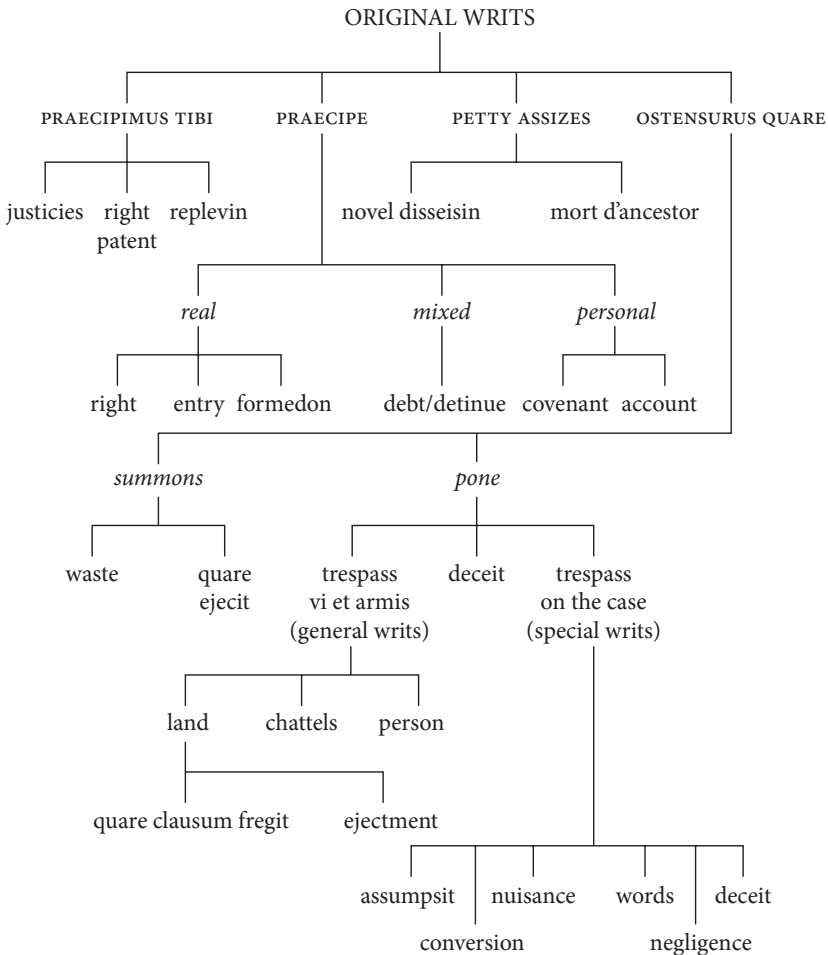 ORIGINAL WRITS
PRAECIPIMUS TIBI PRAECIPE PETTY ASSIZES OSTENSURUS QUARE
justicies right replevin novel disseisin mort d’ancestor
patent
real mixed personal
right entry formedon debt/detinue covenant account
summons pone
waste quare trespass deceit trespass
ejecit vi et armis on the case
(general writs) (special writs)
land chattels person
quare clausum fregit ejectment
assumpsit nuisance words deceit
conversion negligence